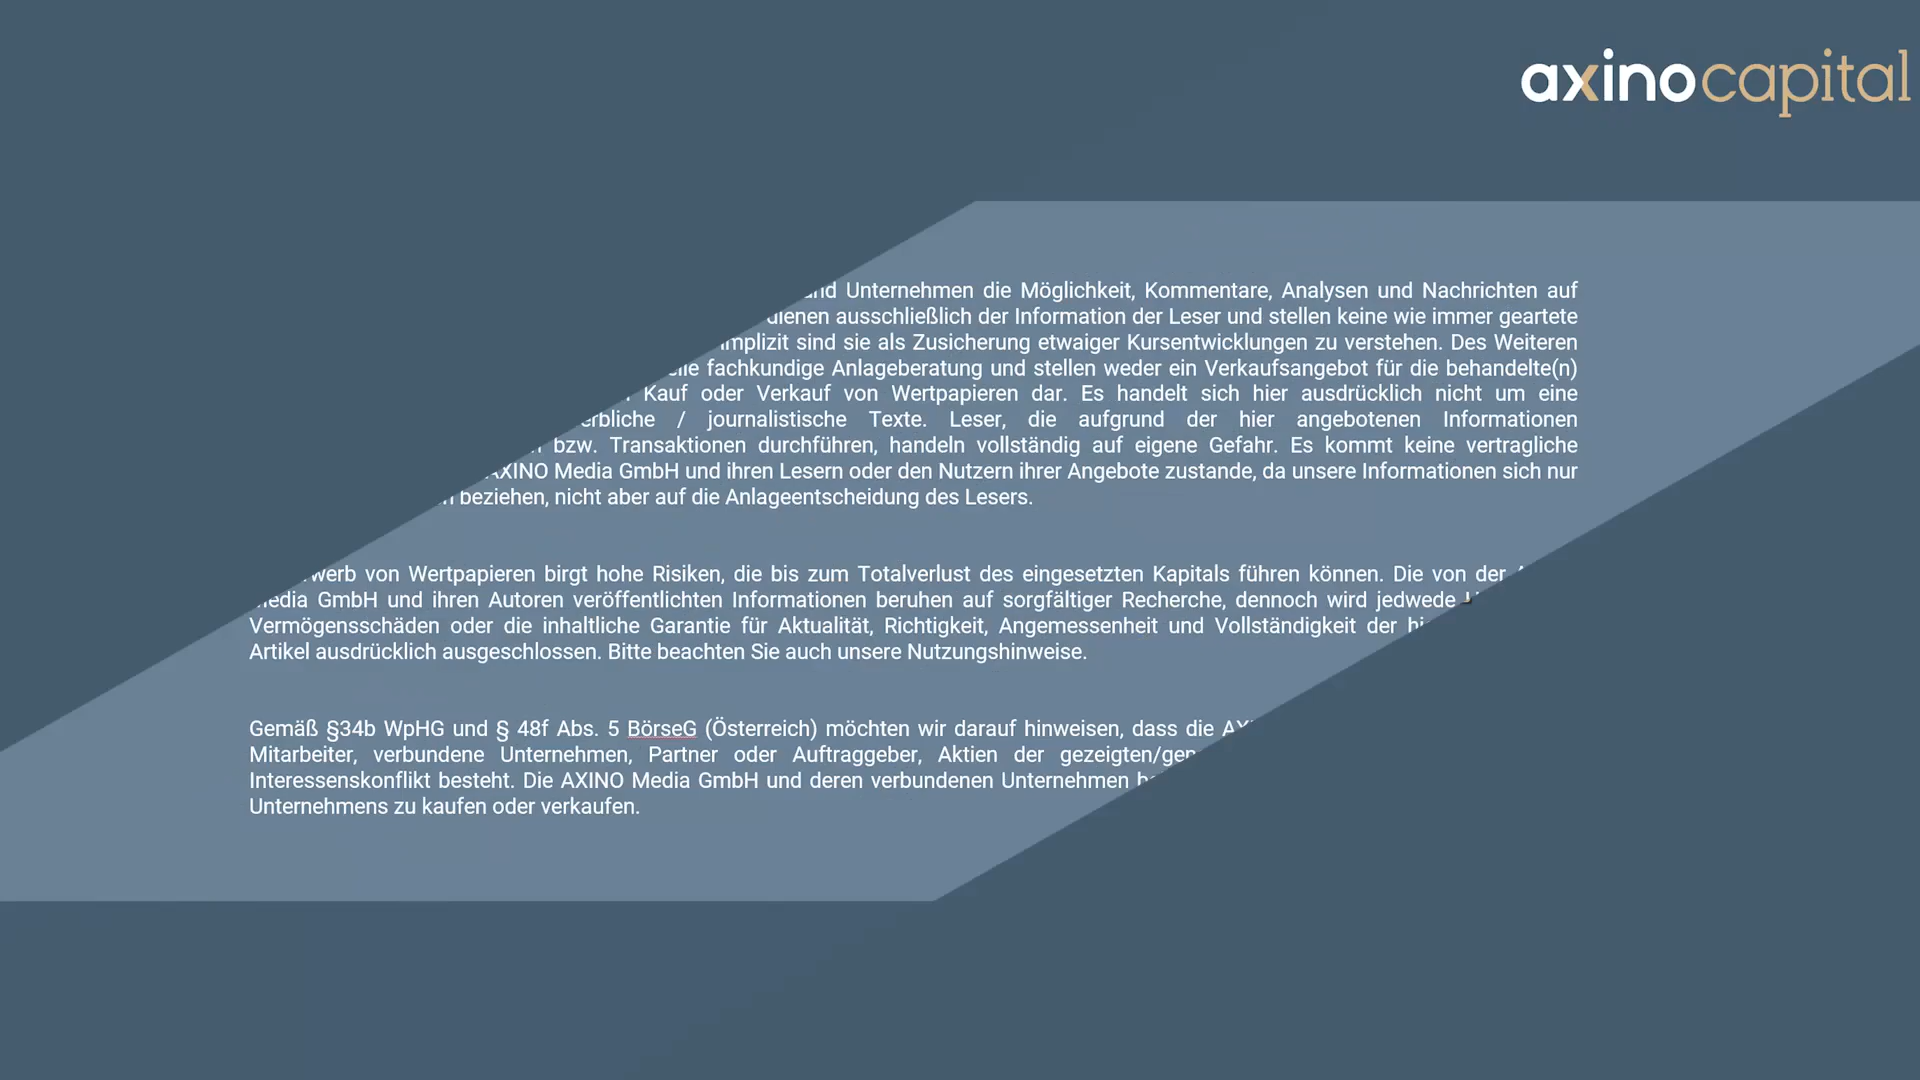 axinocapital
und Unternehmen die Möglichkeit, Kommentare, Analysen und Nachrichten auf
dienen ausschließlich der Information der Leser und stellen keine wie immer geartete
implizit sind sie als Zusicherung etwaiger Kursentwicklungen zu verstehen. Des Weiteren
fachkundige Anlageberatung und stellen weder ein Verkaufsangebot für die behandelte(n)
Kauf oder Verkauf von Wertpapieren dar. Es handelt sich hier ausdrücklich nicht um eine
/ journalistische Texte. Leser, die aufgrund der hier angebotenen Informationen
bzw. Transaktionen durchführen, handeln vollständig auf eigene Gefahr. Es kommt keine vertragliche
AXINO Media GmbH und ihren Lesern oder den Nutzern ihrer Angebote zustande, da unsere Informationen sich nur
beziehen, nicht aber auf die Anlageentscheidung des Lesers.
von Wertpapieren birgt hohe Risiken, die bis zum Totalverlust des eingesetzten Kapitals führen können. Die von der
Media GmbH und ihren Autoren veröffentlichten Informationen beruhen auf sorgfältiger Recherche, dennoch wird jedwede
Vermögensschäden oder die inhaltliche Garantie für Aktualität, Richtigkeit, Angemessenheit und Vollständigkeit der
Artikel ausdrücklich ausgeschlossen. Bitte beachten Sie auch unsere Nutzungshinweise.
Gemäß §34b WpHG und § 48f Abs. 5 BörseG (Österreich) möchten wir darauf hinweisen, dass die
Mitarbeiter, verbundene Unternehmen, Partner oder Auftraggeber, Aktien der
Interessenskonflikt besteht. Die AXINO Media GmbH und deren verbundenen Unternehmen
Unternehmens zu kaufen oder verkaufen.